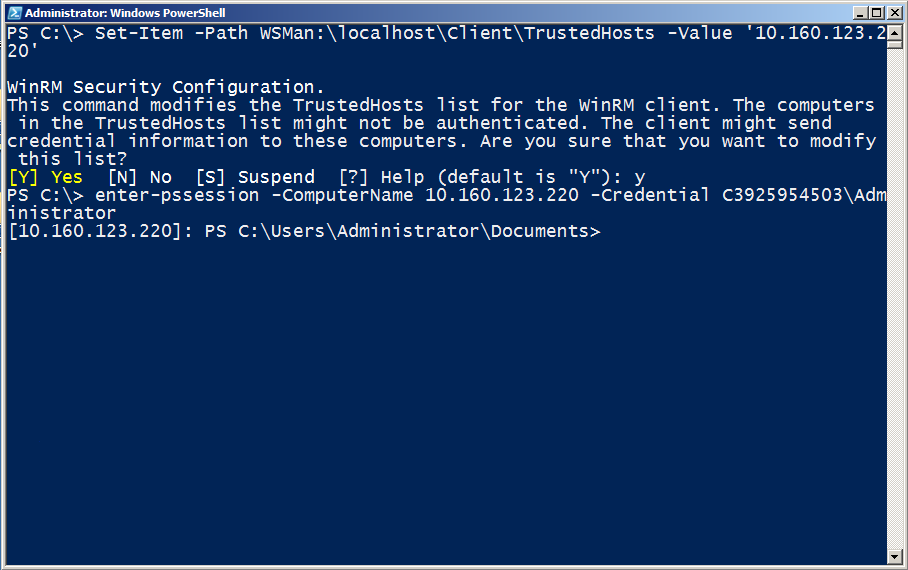 Administrator: Windows PowerShell
PS C:\> Set-Item -Path WSMan:\localhost\Client\TrustedHosts -Value '10.160.123.2
20'
WinRM Security Configuration.
This command modifies the TrustedHosts list for the WinRM client. The computers
 in the TrustedHosts list might not be authenticated. The client might send
credential information to these computers. Are you sure that you want to modify
 this list?
[Y] Yes  [N] No  [S] Suspend  [?] Help (default is "Y"): y
PS C:\> enter-pssession -ComputerName 10.160.123.220 -Credential C3925954503\Adm
inistrator
[10.160.123.220]: PS C:\Users\Administrator\Documents>